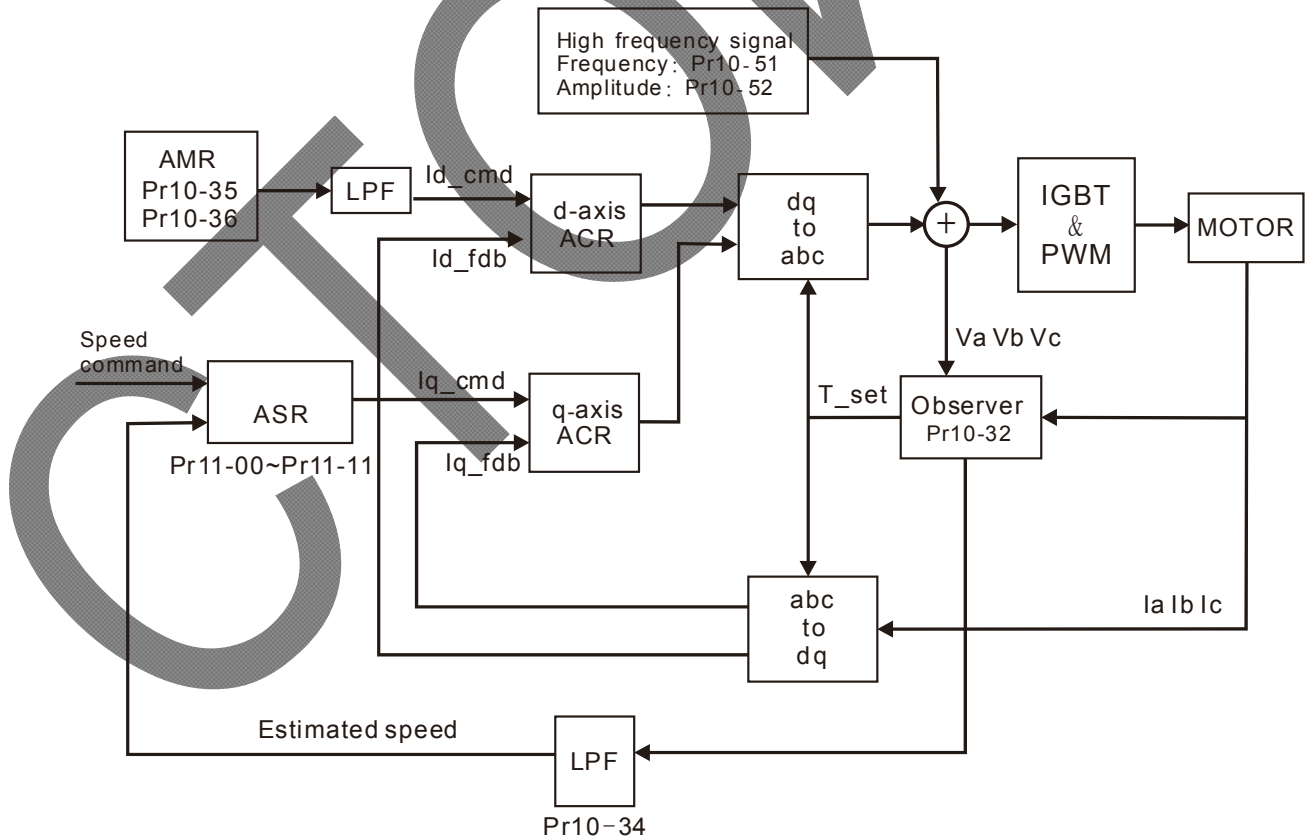 High frequency signal
Frequency: Pr10-51
Amplitude: Pr10-52
AMR
Pr10-35
Pr10-36
LPF
Id_cmd
d-axis
ACR
Id_fdb
dq
to
abc
+
IGBT
&
PWM
MOTOR
Speed
command
ASR
Pr11-00~Pr11-11
Iq_cmd
q-axis
ACR
Iq_fdb
T_set
Va Vb Vc
Observer
Pr10-32
abc
to
dq
Ia Ib Ic
Estimated speed
LPF
Pr10-34